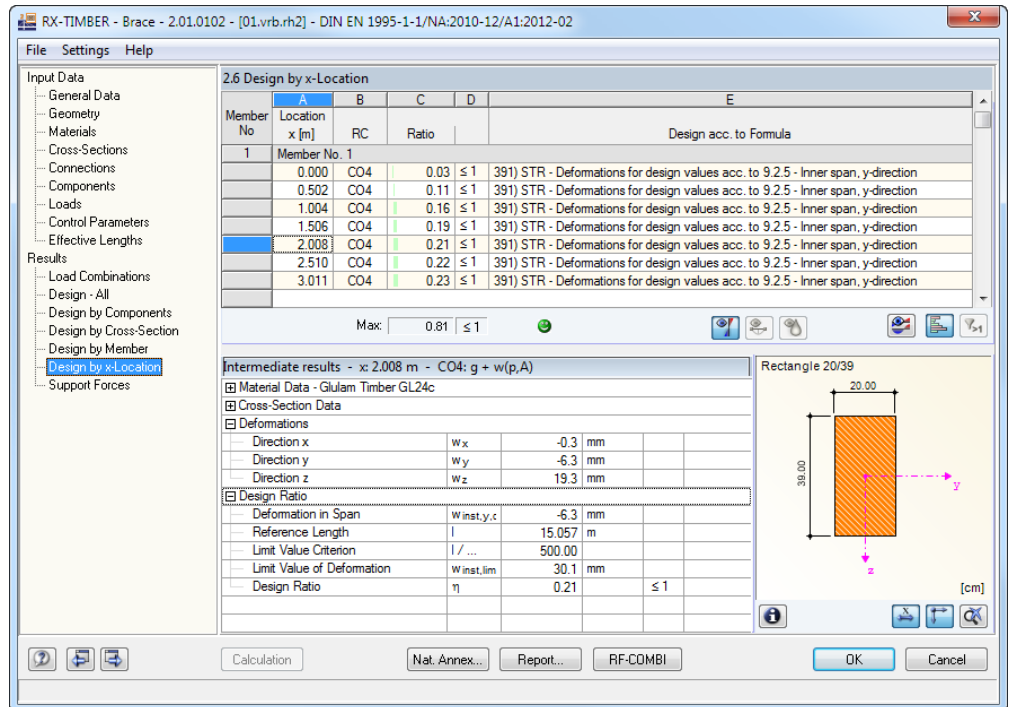 RX-TIMBER - Brace - 2.01.0102 - [01.vrb.rh2] - DIN EN 1995-1-1/NA:2010-12/A1:2012-02
File Settings Help
Input Data
General Data
Geometry
Materials
Cross-Sections
Connections
Components
Loads
Control Parameters
Effective Lengths
Results
Load Combinations
Design - All
Design by Components
Design by Cross-Section
Design by Member
Design by x-Location
Support Forces
2.6 Design by x-Location
A B C D E
Member Location
No x [m] RC Ratio Design acc. to Formula
1 Member No. 1
0.000 CO4 0.03 ≤ 1 391) STR - Deformations for design values acc. to 9.2.5 - Inner span, y-direction
0.502 CO4 0.11 ≤ 1 391) STR - Deformations for design values acc. to 9.2.5 - Inner span, y-direction
1.004 CO4 0.16 ≤ 1 391) STR - Deformations for design values acc. to 9.2.5 - Inner span, y-direction
1.506 CO4 0.19 ≤ 1 391) STR - Deformations for design values acc. to 9.2.5 - Inner span, y-direction
2.008 CO4 0.21 ≤ 1 391) STR - Deformations for design values acc. to 9.2.5 - Inner span, y-direction
2.510 CO4 0.22 ≤ 1 391) STR - Deformations for design values acc. to 9.2.5 - Inner span, y-direction
3.011 CO4 0.23 ≤ 1 391) STR - Deformations for design values acc. to 9.2.5 - Inner span, y-direction
Max: 0.81 ≤ 1
Intermediate results - x: 2.008 m - CO4: g + w(p,A)
Material Data - Glulam Timber GL24c
Cross-Section Data
Deformations
Direction x w x -0.3 mm
Direction y w y -6.3 mm
Direction z w z 19.3 mm
Design Ratio
Deformation in Span w inst,y,c -6.3 mm
Reference Length l 15.057 m
Limit Value Criterion l / ... 500.00
Limit Value of Deformation w inst,lim 30.1 mm
Design Ratio η 0.21 ≤ 1
Rectangle 20/39
20.00
39.00
y
z
[cm]
Calculation Nat. Annex... Report... RF-COMBI OK Cancel